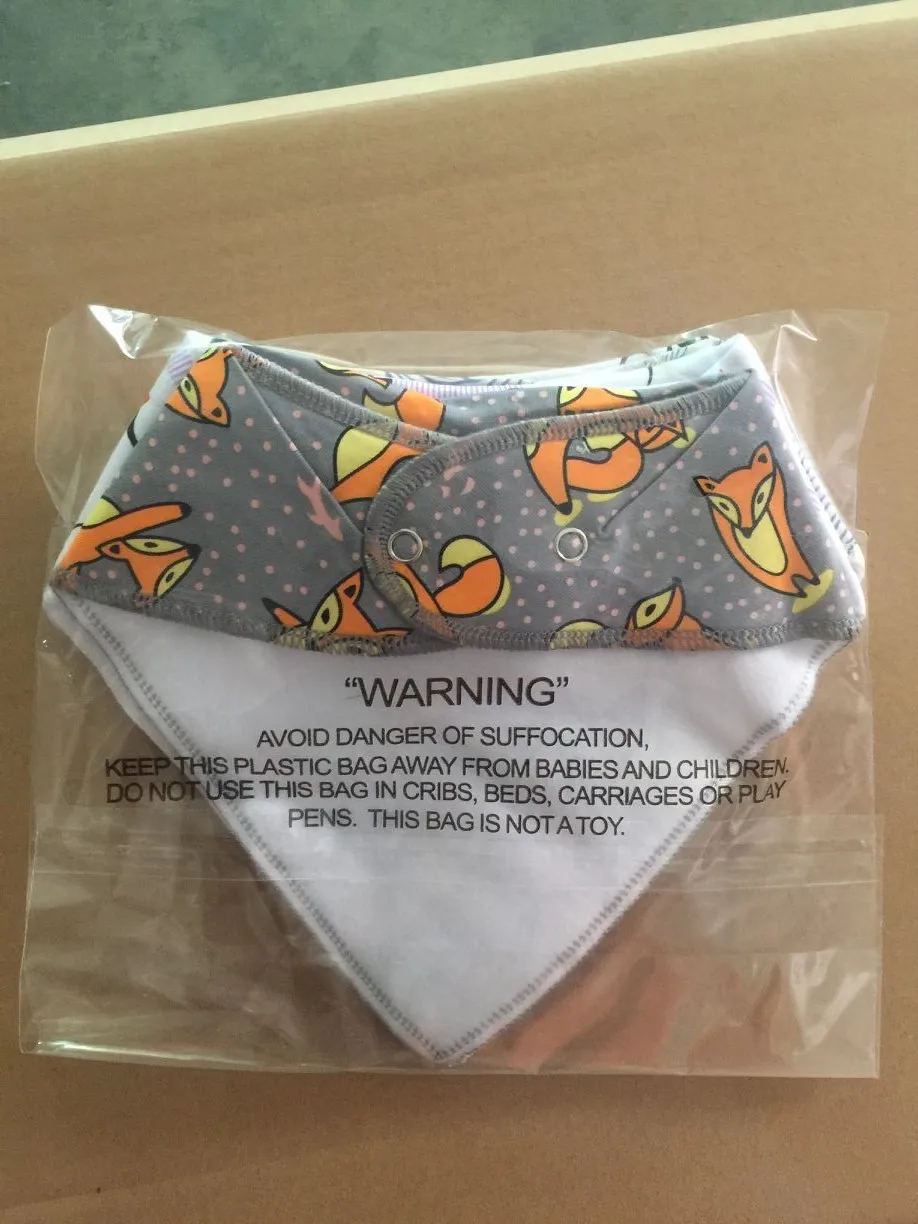 “WARNING”
AVOID DANGER OF SUFFOCATION,
KEEP THIS PLASTIC BAG AWAY FROM BABIES AND CHILDREN.
DO NOT USE THIS BAG IN CRIBS, BEDS, CARRIAGES OR PLAY
PENS. THIS BAG IS NOT A TOY.